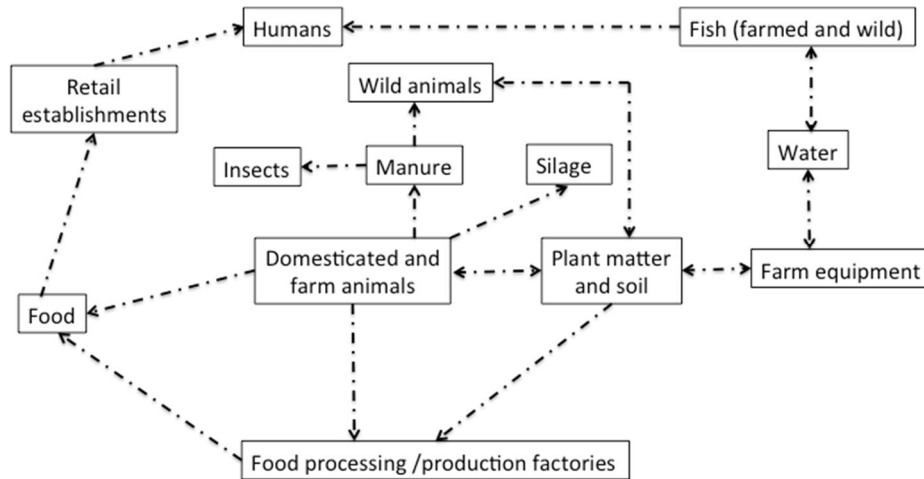 Humans
Fish (farmed and wild)
Retail
establishments
Wild animals
Insects
Manure
Silage
Water
Domesticated and
farm animals
Plant matter
and soil
Farm equipment
Food
Food processing /production factories